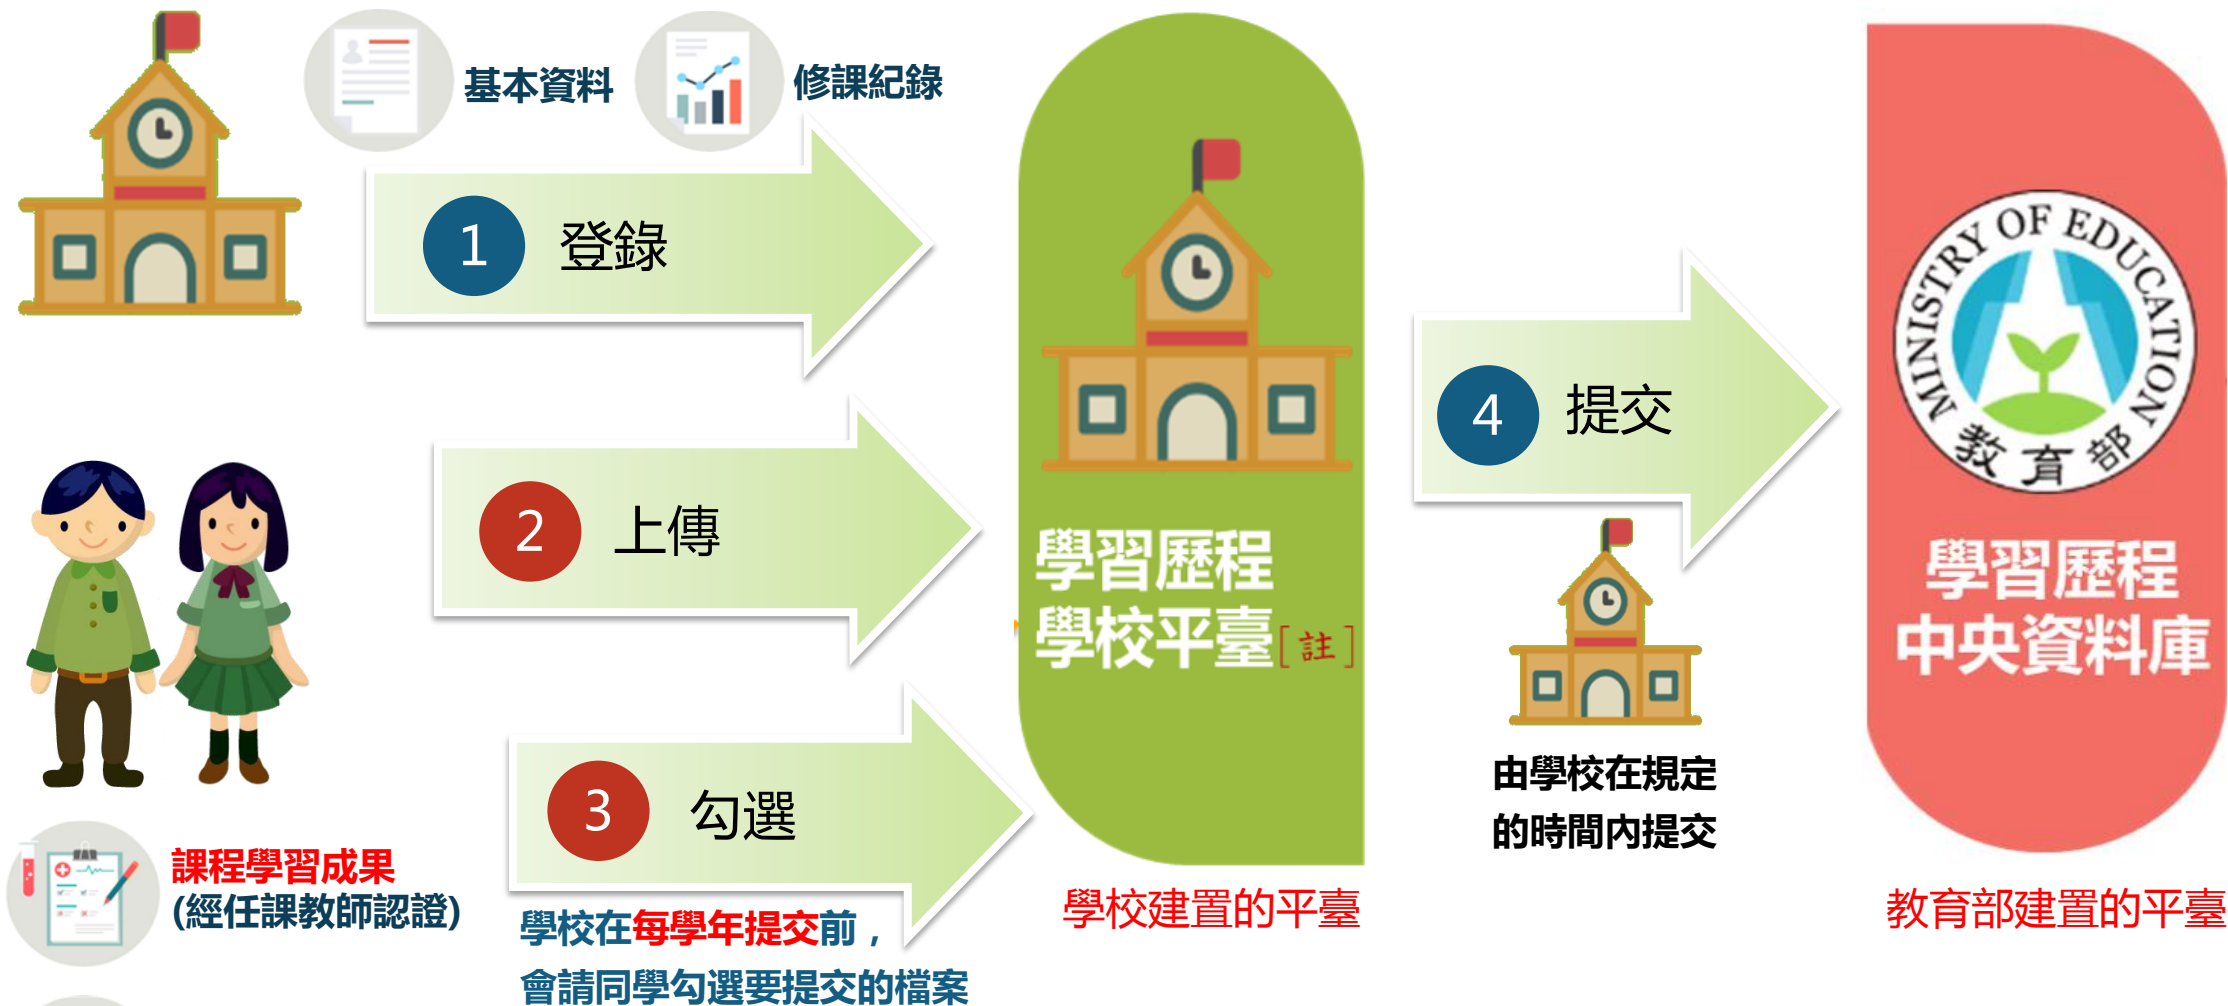 基本資料
修課紀錄
1 登錄
2 上傳
3 勾選
4 提交
課程學習成果
(經任課教師認證)
學校在每學年提交前，
會請同學勾選要提交的檔案
學習歷程
學校平臺[註]
學校建置的平臺
由學校在規定
的時間內提交
MINISTRY OF EDUCATION
教育部
學習歷程
中央資料庫
教育部建置的平臺